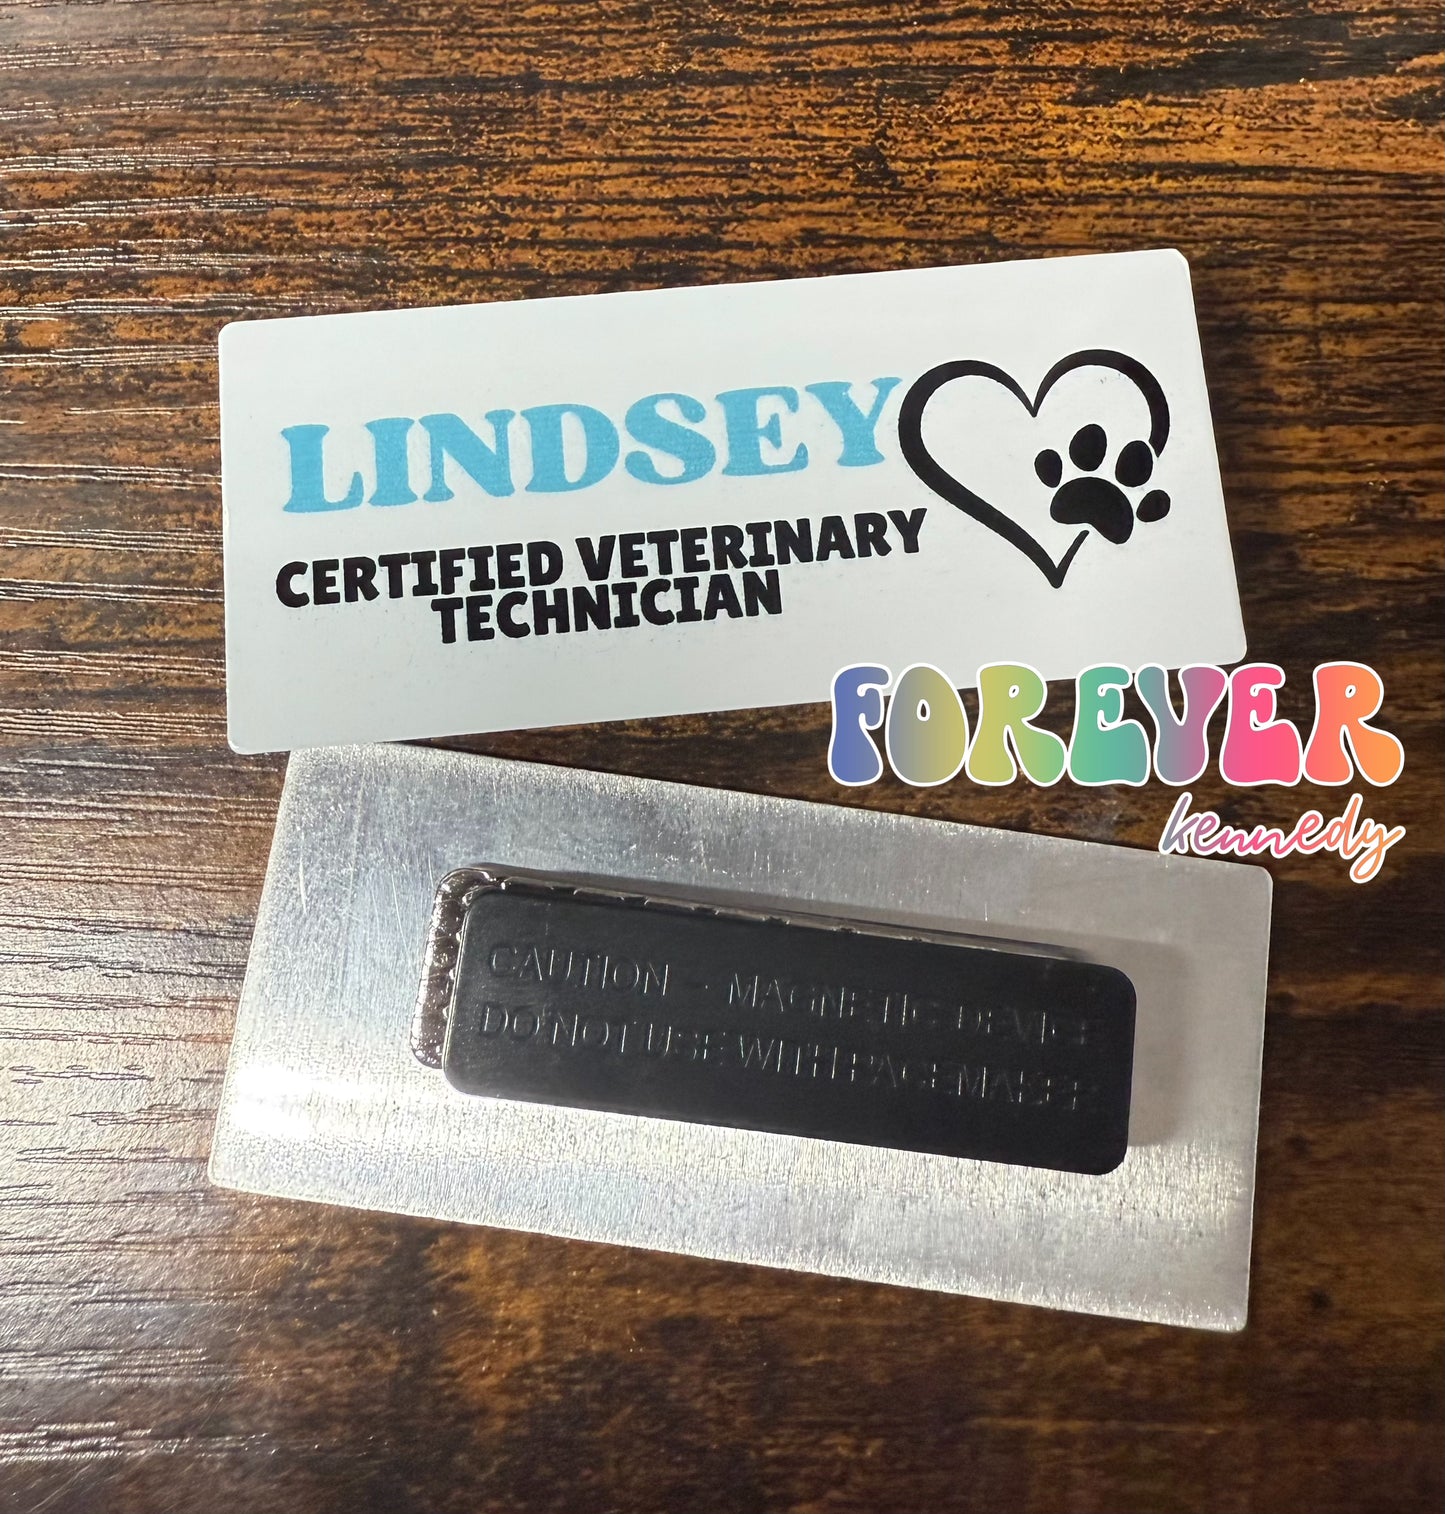 LINDSEY
CERTIFIED VETERINARY
TECHNICIAN
FOREVER
kennedy
CAUTION - MAGNETIC DEVICE
DO NOT USE WITH PACEMAKER